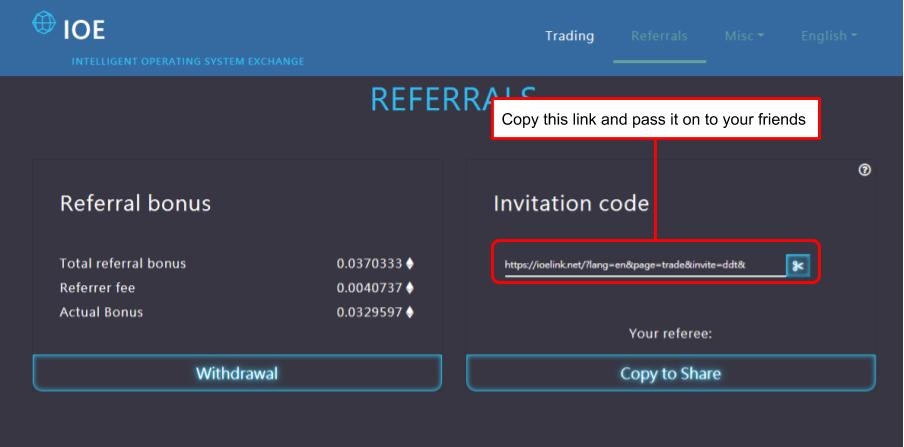 IOE
INTELLIGENT OPERATING SYSTEM EXCHANGE
Trading
Referrals
Misc
English
REFERRALS
Copy this link and pass it on to your friends
Referral bonus
Total referral bonus 0.0370333
Referrer fee 0.0040737
Actual Bonus 0.0329597
Withdrawal
Invitation code
https://ioelink.net/?lang=en&page=trade&invite=ddt&
Your referee:
Copy to Share